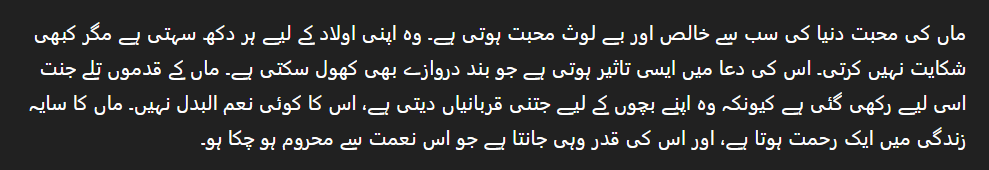 ماں کی محبت دنیا کی سب سے خالص اور بے لوث محبت ہوتی ہے۔ وہ اپنی اولاد کے لیے ہر دکھ سہتی ہے مگر کبھی
شکایت نہیں کرتی۔ اس کی دعا میں ایسی تاثیر ہوتی ہے جو بند دروازے بھی کھول سکتی ہے۔ ماں کے قدموں تلے جنت
اسی لیے رکھی گئی ہے کیونکہ وہ اپنے بچوں کے لیے جتنی قربانیاں دیتی ہے، اس کا کوئی نعم البدل نہیں۔ ماں کا سایہ
زندگی میں ایک رحمت ہوتا ہے، اور اس کی قدر وہی جانتا ہے جو اس نعمت سے محروم ہو چکا ہو۔